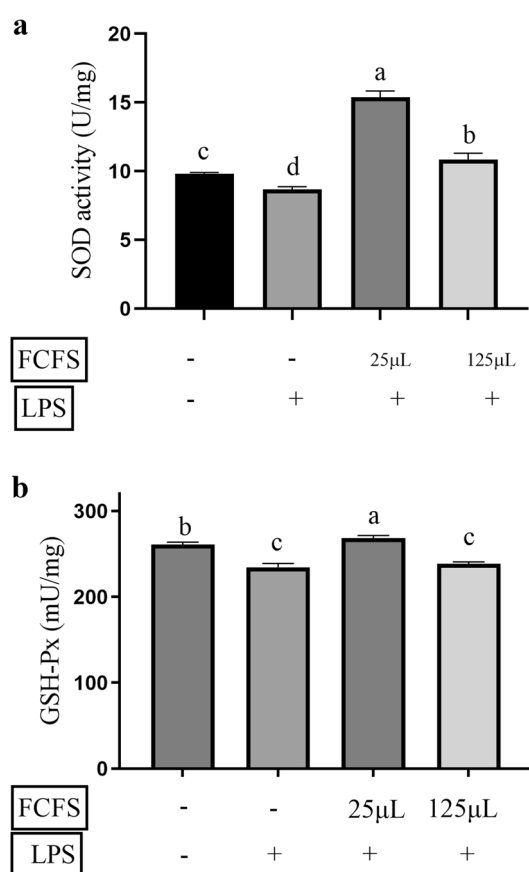 a
SOD activity (U/mg)
20
15
10
5
0
c
d
a
b
FCFS - - 25μL 125μL
LPS - + + +
b
GSH-Px (mU/mg)
300
200
100
0
b
c
a
c
FCFS - - 25μL 125μL
LPS - + + +